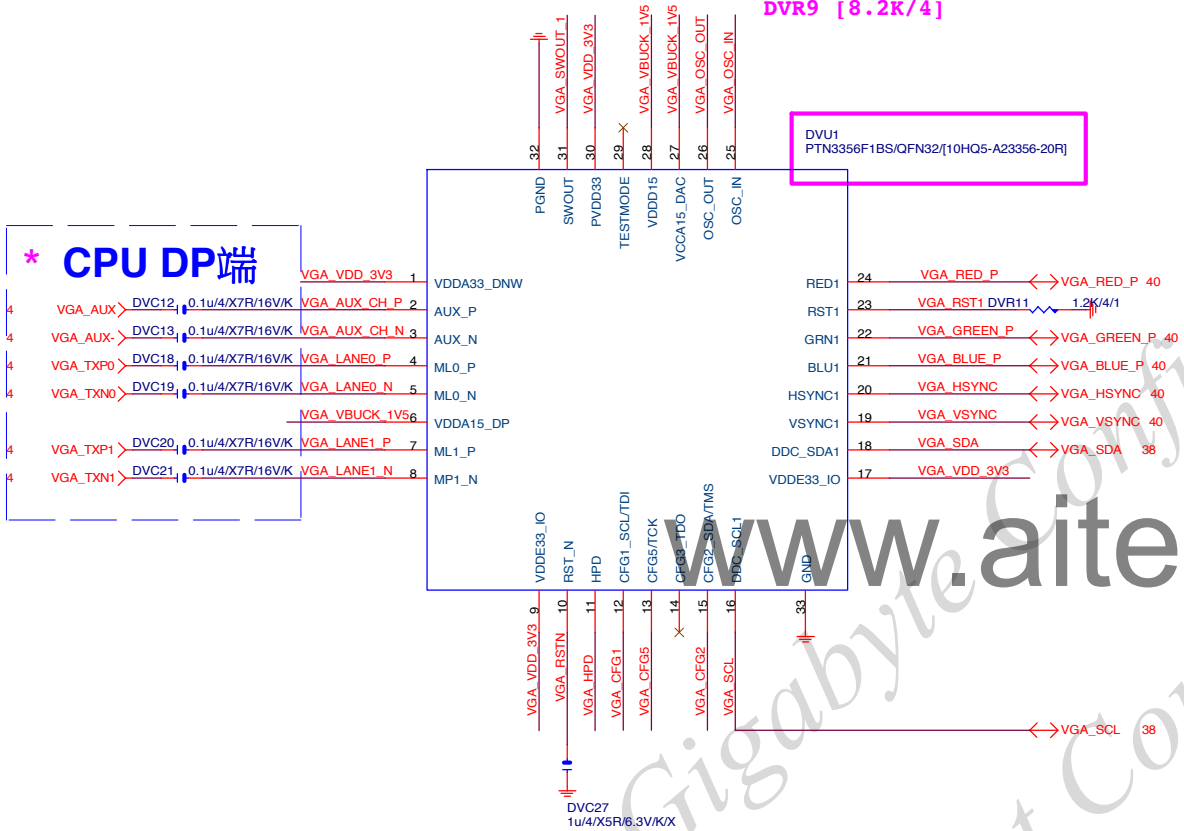 DVR9 [8.2K/4]
VGA_SWOUT_1
VGA_VDD_3V3
VGA_VBUCK_1V5
VGA_VBUCK_1V5
VGA_OSC_OUT
VGA_OSC_IN
DVU1
PTN3356F1BS/QFN32/[10HQ5-A23356-20R]
32 31 30 29 28 27 26 25
PGND
SWOUT
PVDD33
TESTMODE
VDDD15
VCCA15_DAC
OSC_OUT
OSC_IN
* CPU DP端
VGA_VDD_3V3 1 VDDA33_DNW
4 VGA_AUX DVC12 0.1u/4/X7R/16V/K VGA_AUX_CH_P 2 AUX_P
4 VGA_AUX- DVC13 0.1u/4/X7R/16V/K VGA_AUX_CH_N 3 AUX_N
4 VGA_TXP0 DVC18 0.1u/4/X7R/16V/K VGA_LANE0_P 4 ML0_P
4 VGA_TXN0 DVC19 0.1u/4/X7R/16V/K VGA_LANE0_N 5 ML0_N
VGA_VBUCK_1V5 6 VDDA15_DP
4 VGA_TXP1 DVC20 0.1u/4/X7R/16V/K VGA_LANE1_P 7 ML1_P
4 VGA_TXN1 DVC21 0.1u/4/X7R/16V/K VGA_LANE1_N 8 MP1_N
RED1 24 VGA_RED_P VGA_RED_P 40
RST1 23 VGA_RST1 DVR11 1.2K/4/1
GRN1 22 VGA_GREEN_P VGA_GREEN_P 40
BLU1 21 VGA_BLUE_P VGA_BLUE_P 40
HSYNC1 20 VGA_HSYNC VGA_HSYNC 40
VSYNC1 19 VGA_VSYNC VGA_VSYNC 40
DDC_SDA1 18 VGA_SDA VGA_SDA 38
VDDE33_IO 17 VGA_VDD_3V3
VDDE33_IO
RST_N
HPD
CFG1_SCL/TDI
CFG5/TCK
CFG3_TDO
CFG2_SDA/TMS
DDC_SCL1
GND
9 10 11 12 13 14 15 16 33
VGA_VDD_3V3
VGA_RSTN
VGA_HPD
VGA_CFG1
VGA_CFG5
VGA_CFG2
VGA_SCL
VGA_SCL 38
DVC27
1u/4/X5R/6.3V/K/X
www.aite
Gigabyte Confi
t Co